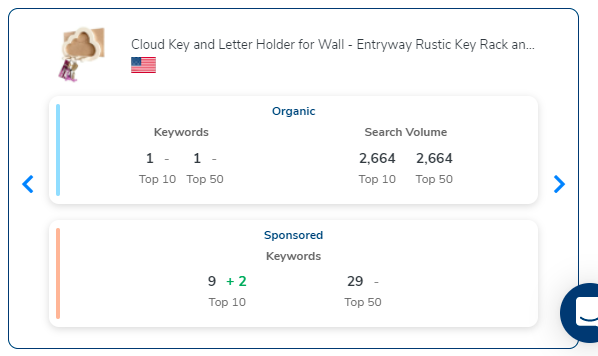 Cloud Key and Letter Holder for Wall - Entryway Rustic Key Rack an...
Organic
Keywords Search Volume
1 - 1 - 2,664 2,664
Top 10 Top 50 Top 10 Top 50
Sponsored
Keywords
9 + 2 29 -
Top 10 Top 50